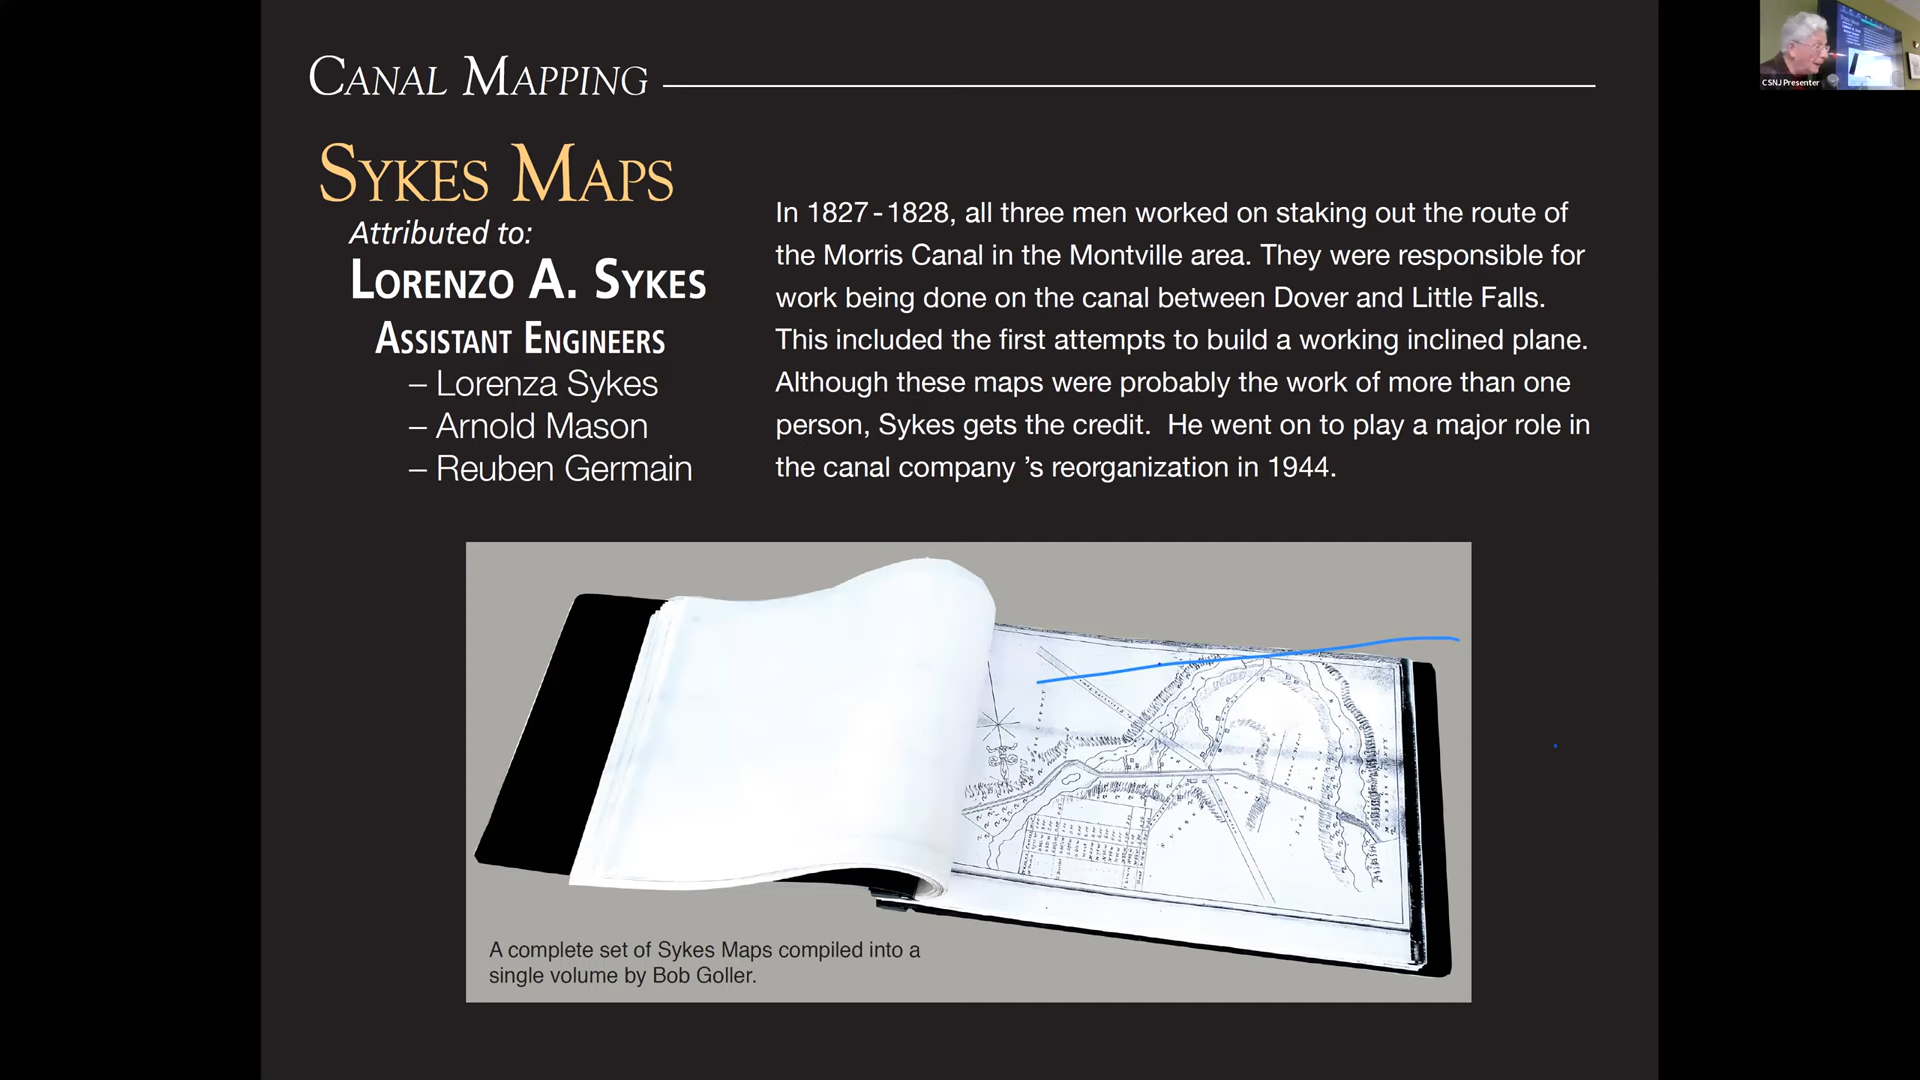 CANAL MAPPING
SYKES MAPS
Attributed to:
LORENZO A. SYKES
ASSISTANT ENGINEERS
– Lorenza Sykes
– Arnold Mason
– Reuben Germain
In 1827-1828, all three men worked on staking out the route of
the Morris Canal in the Montville area. They were responsible for
work being done on the canal between Dover and Little Falls.
This included the first attempts to build a working inclined plane.
Although these maps were probably the work of more than one
person, Sykes gets the credit.  He went on to play a major role in
the canal company ’s reorganization in 1944.
A complete set of Sykes Maps compiled into a
single volume by Bob Goller.
CSNJ Presenter